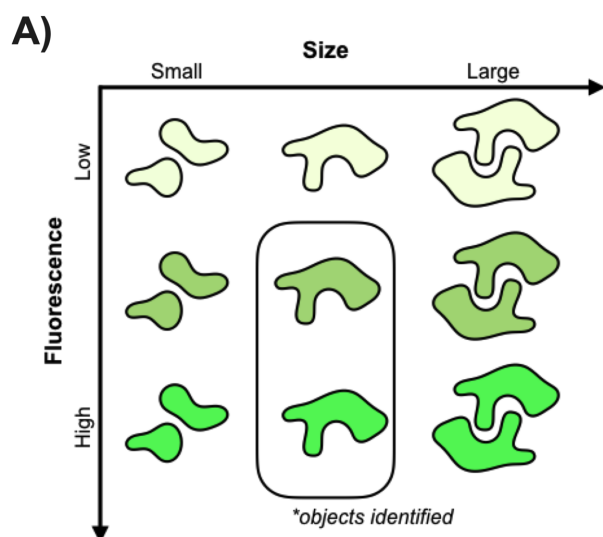 A)
Size
Small
Large
Low
Fluorescence
High
*objects identified